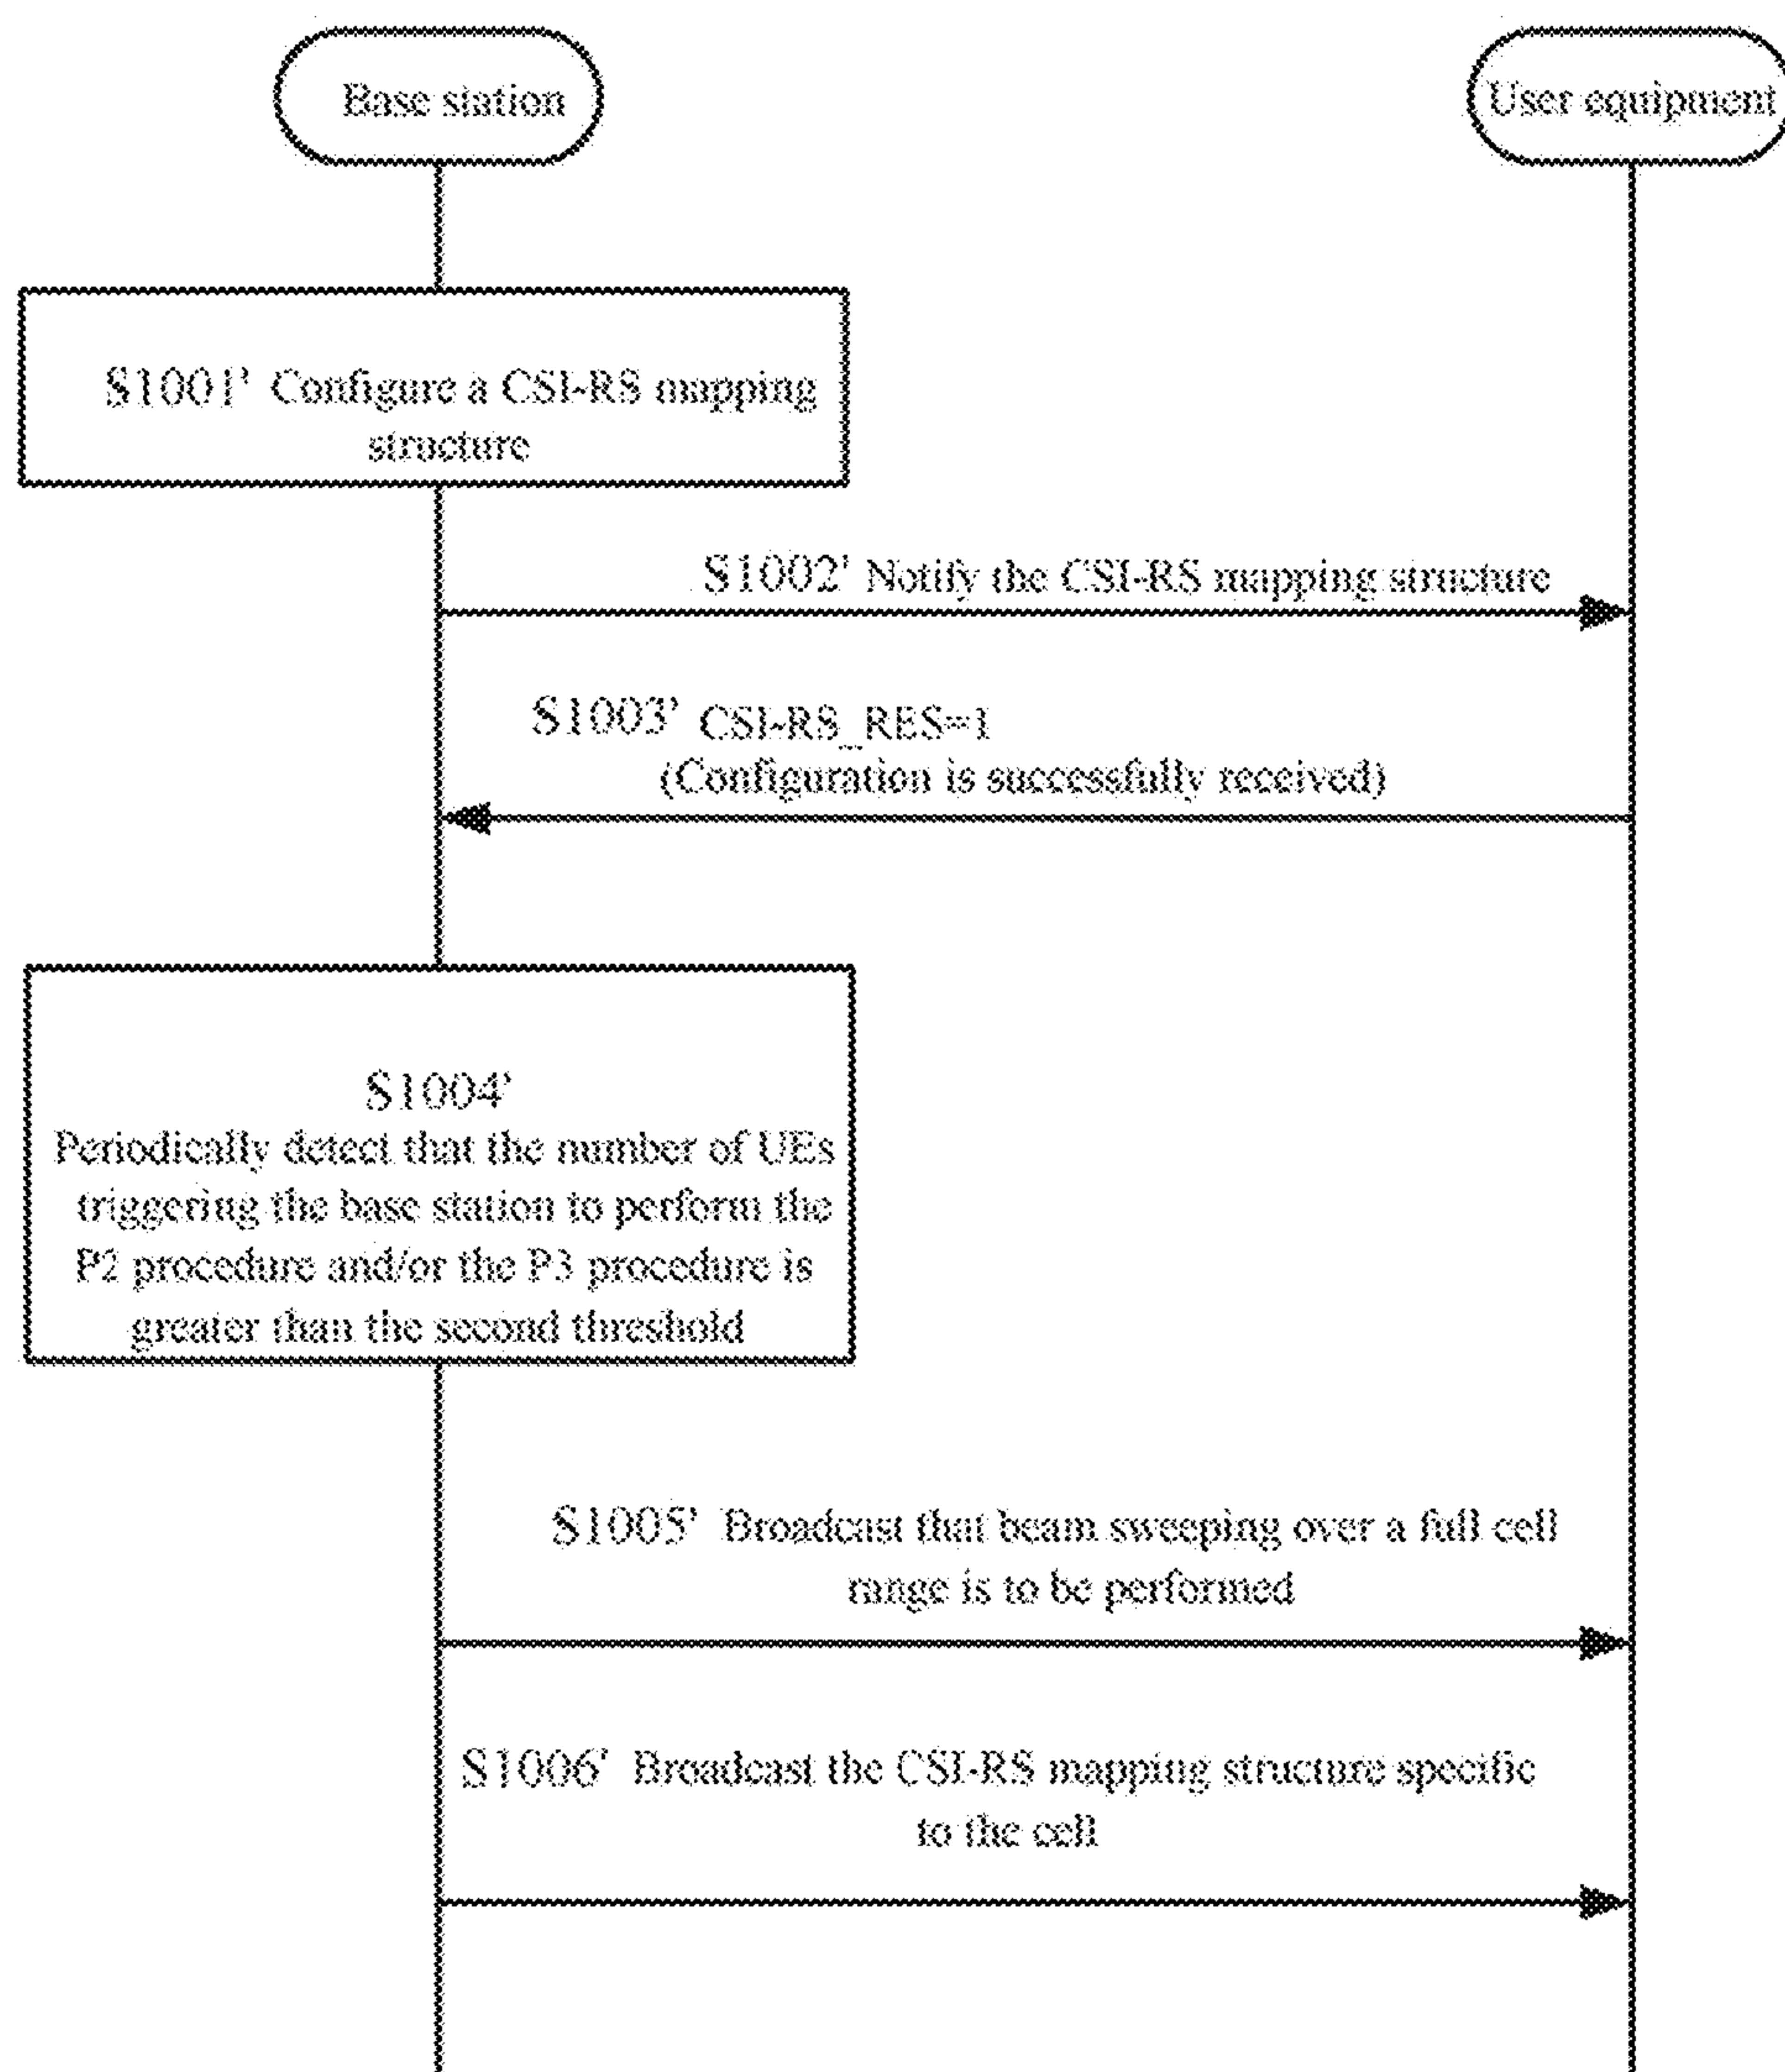 Base station
User equipment
S1001' Configure a CSI-RS mapping
structure
S1002' Notify the CSI-RS mapping structure
S1003' CSI-RS_RES=1
(Configuration is successfully received)
S1004'
Periodically detect that the number of UEs
triggering the base station to perform the
P2 procedure and/or the P3 procedure is
greater than the second threshold
S1005' Broadcast that beam sweeping over a full cell
range is to be performed
S1006' Broadcast the CSI-RS mapping structure specific
to the cell